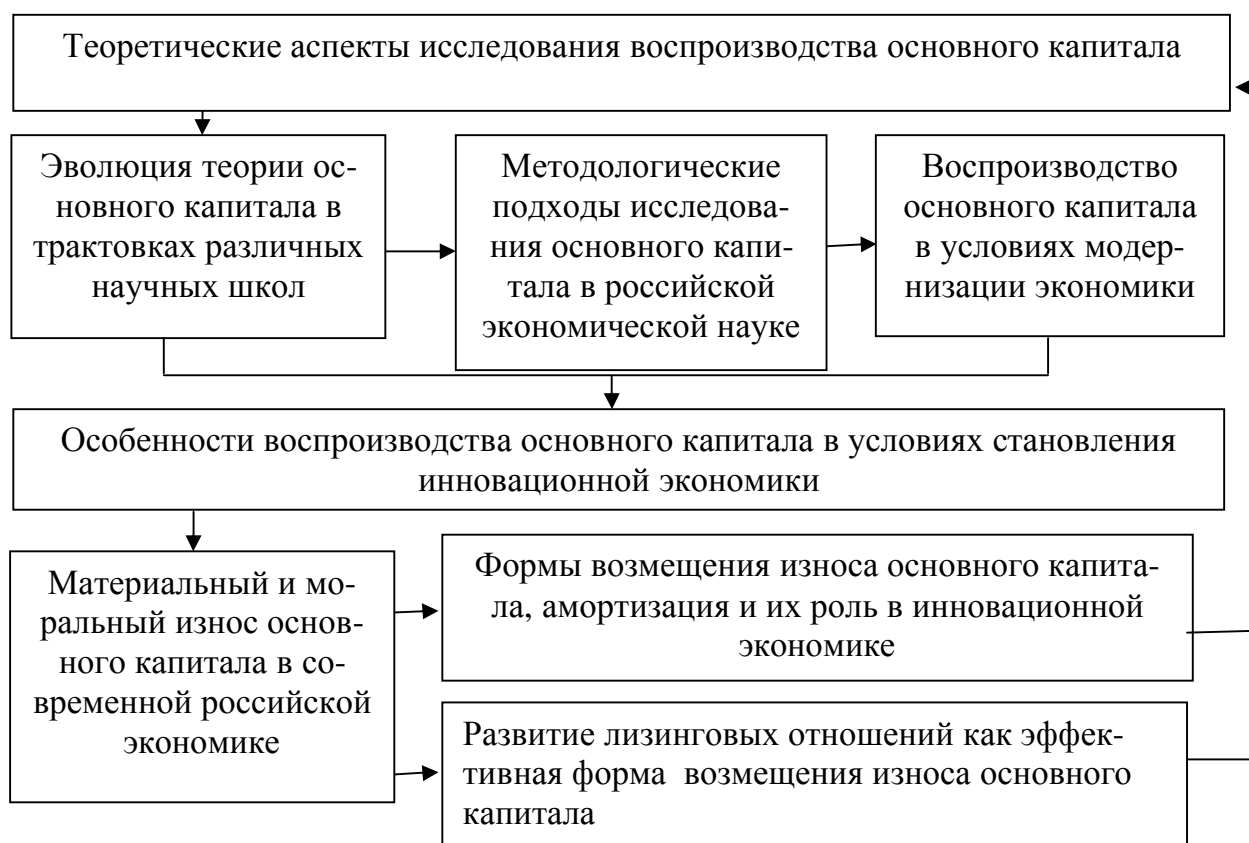 Теоретические аспекты исследования воспроизводства основного капитала
Эволюция теории ос-
новного капитала в
трактовках различных
научных школ
Методологические
подходы исследова-
ния основного капи-
тала в российской
экономической науке
Воспроизводство
основного капитала
в условиях модер-
низации экономики
Особенности воспроизводства основного капитала в условиях становления
инновационной экономики
Материальный и мо-
ральный износ основ-
ного капитала в со-
временной российской
экономике
Формы возмещения износа основного капита-
ла, амортизация и их роль в инновационной
экономике
Развитие лизинговых отношений как эффек-
тивная форма возмещения износа основного
капитала